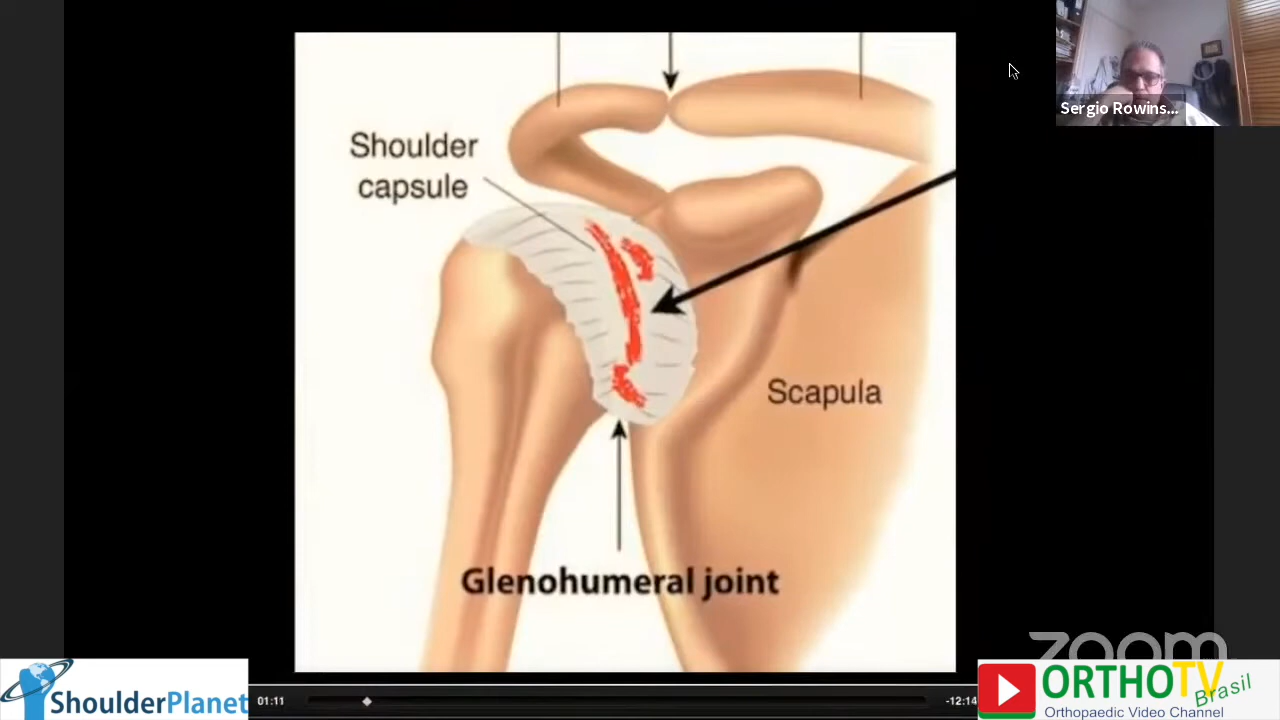 Sergio Rowins...
Shoulder
capsule
Scapula
Glenohumeral joint
zoom
ShoulderPlanet
01:11
-12:14
ORTHOTV
Brasil
Orthopaedic Video Channel